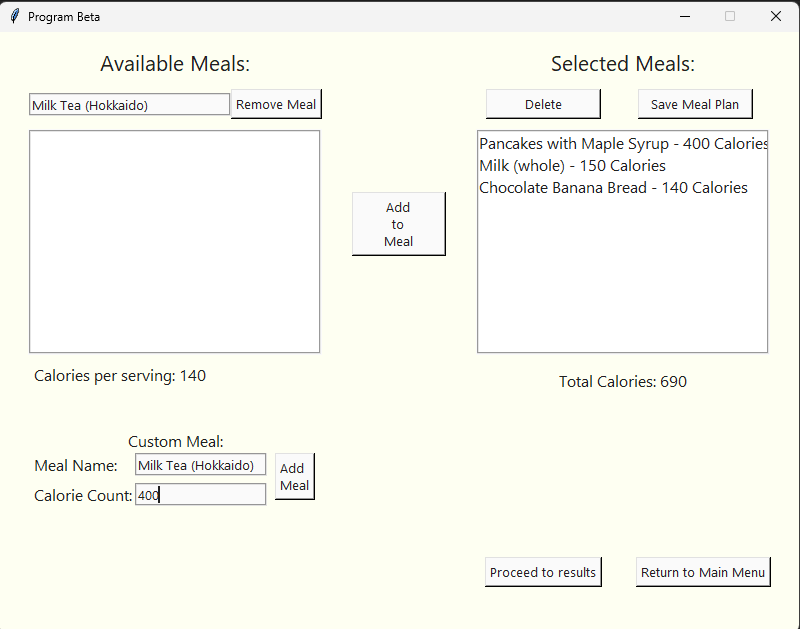 Program Beta
Available Meals:
Selected Meals:
Milk Tea (Hokkaido)
Remove Meal
Delete
Save Meal Plan
Pancakes with Maple Syrup - 400 Calories
Milk (whole) - 150 Calories
Chocolate Banana Bread - 140 Calories
Add
to
Meal
Calories per serving: 140
Total Calories: 690
Custom Meal:
Meal Name:
Milk Tea (Hokkaido)
Add
Meal
Calorie Count:
400
Proceed to results
Return to Main Menu